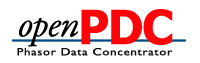 openPDC
Phasor Data Concentrator